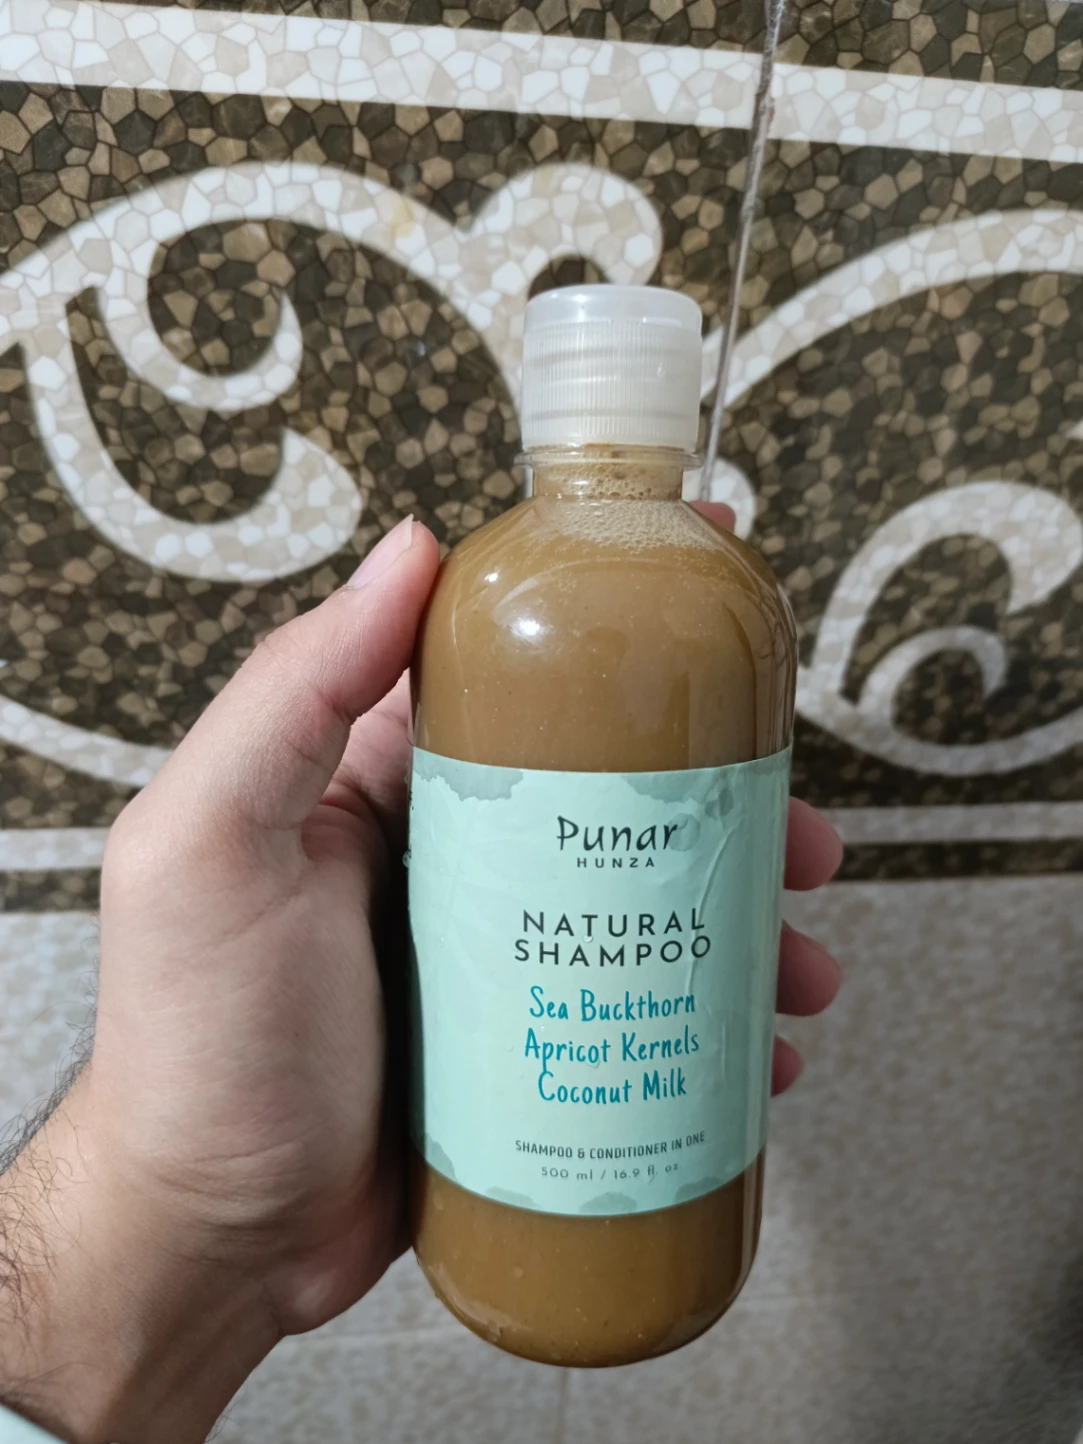 Punar
HUNZA
NATURAL
SHAMPOO
Sea Buckthorn
Apricot Kernels
Coconut Milk
SHAMPOO & CONDITIONER IN ONE
500 ml / 16.9 fl. oz.